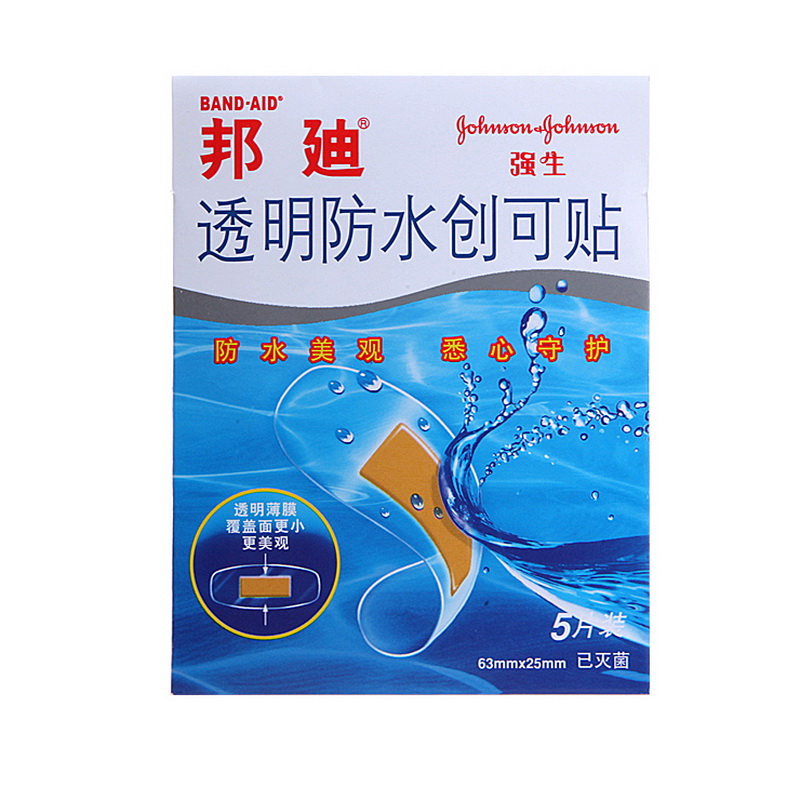 BAND-AID®
邦廸®
Johnson & Johnson
强生
透明防水创可贴
防水美观 悉心守护
透明薄膜
覆盖面更小
更美观
5片装
63mmx25mm 已灭菌